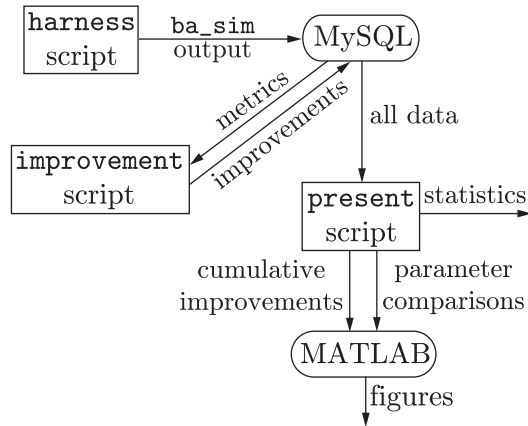 harness
script
ba_sim
output
MySQL
metrics
improvements
all data
improvement
script
present
script
statistics
cumulative
improvements
parameter
comparisons
MATLAB
figures